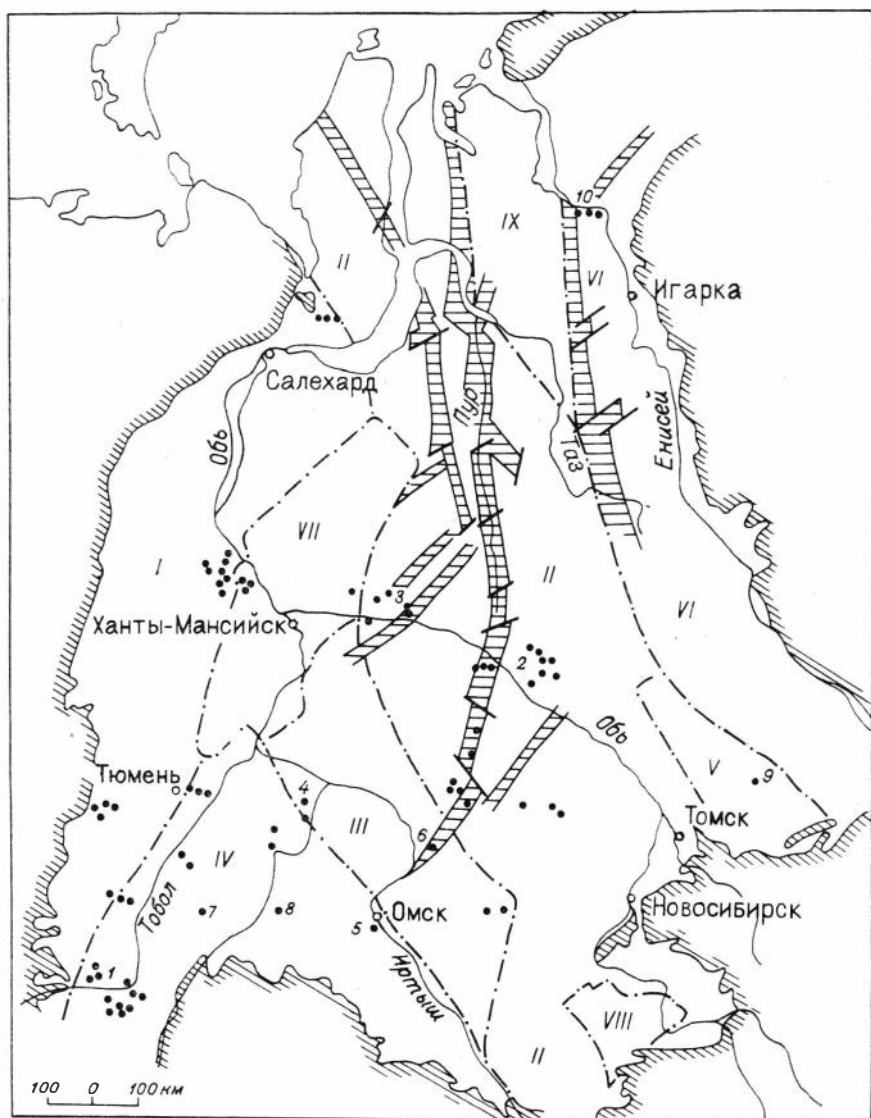 10
IX
II
VI
Игарка
Салехард
Пур
Обь
Таз
Енисей
VII
I
II
3
Ханты-Мансийск
VI
2
Обь
Тюмень
4
V
9
III
Томск
IV
6
Тобол
7
8
Омск
Новосибирск
5
1
Иртыш
VIII
II
100 0 100 км